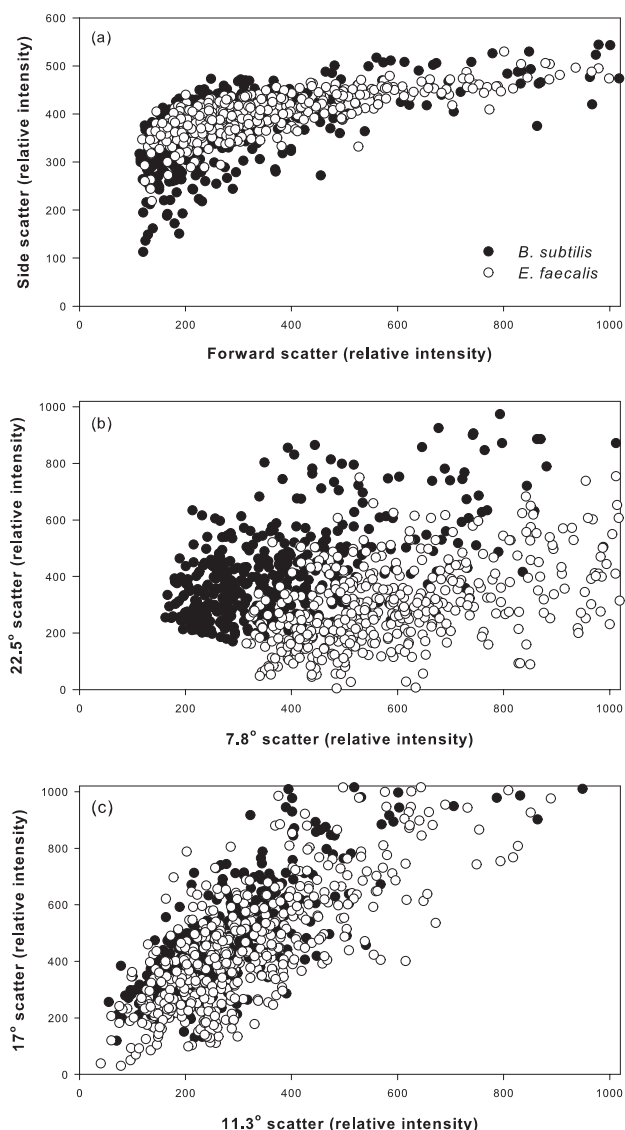 (a)
600
500
400
300
200
100
0
Side scatter (relative intensity)
B. subtilis
E. faecalis
0 200 400 600 800 1000
Forward scatter (relative intensity)
(b)
1000
800
600
400
200
0
22.5° scatter (relative intensity)
0 200 400 600 800 1000
7.8° scatter (relative intensity)
(c)
1000
800
600
400
200
0
17° scatter (relative intensity)
0 200 400 600 800 1000
11.3° scatter (relative intensity)